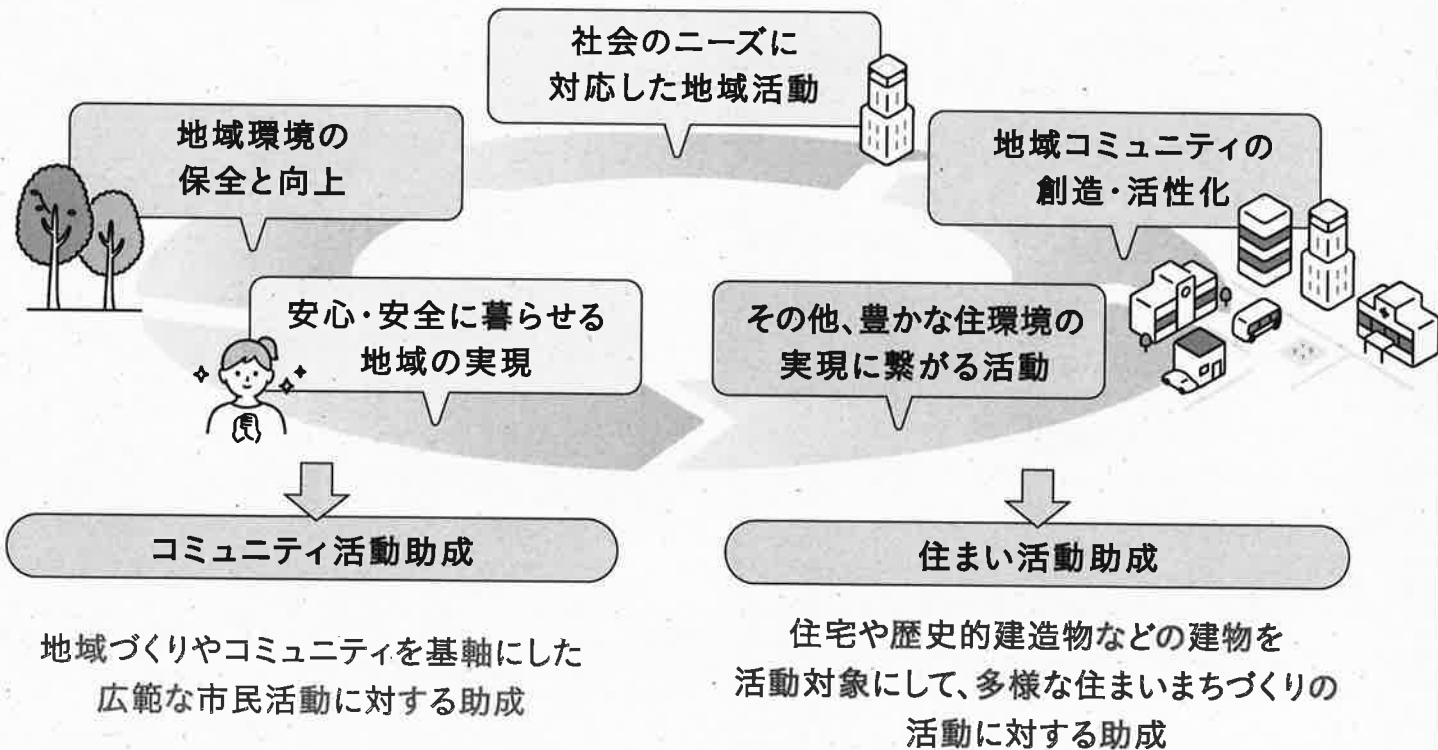 社会のニーズに
対応した地域活動
地域環境の
保全と向上
地域コミュニティの
創造・活性化
安心・安全に暮らせる
地域の実現
その他、豊かな住環境の
実現に繋がる活動
コミュニティ活動助成
地域づくりやコミュニティを基軸にした
広範な市民活動に対する助成
住まい活動助成
住宅や歴史的建造物などの建物を
活動対象にして、多様な住まいまちづくりの
活動に対する助成